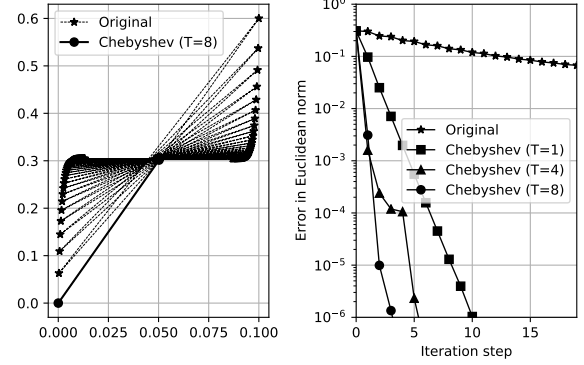 0.6
0.5
0.4
0.3
0.2
0.1
0.0
0.000 0.025 0.050 0.075 0.100
Original
Chebyshev (T=8)
Error in Euclidean norm
10^0
10^−1
10^−2
10^−3
10^−4
10^−5
10^−6
0 5 10 15
Iteration step
Original
Chebyshev (T=1)
Chebyshev (T=4)
Chebyshev (T=8)